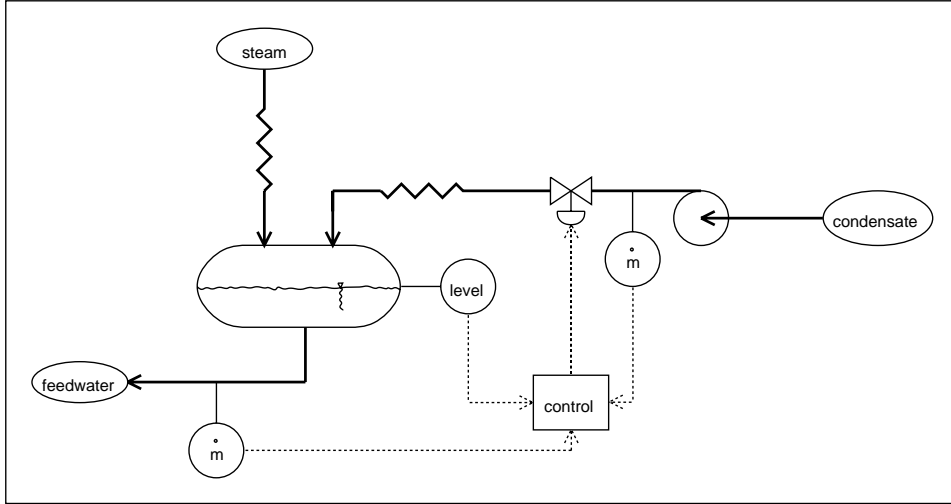 steam
condensate
ṁ
level
feedwater
control
ṁ